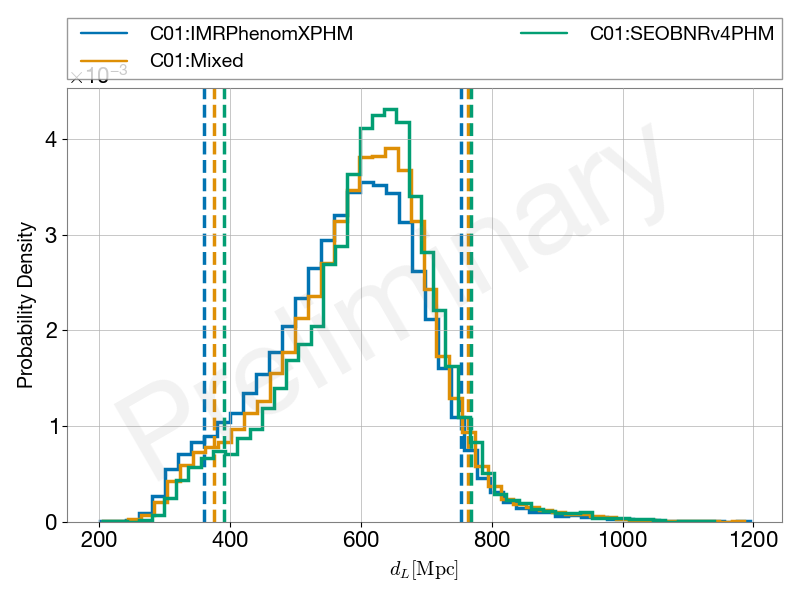 C01:IMRPhenomXPHM
C01:Mixed
C01:SEOBNRv4PHM
×10⁻³
4
3
2
1
0
Probability Density
Preliminary
200 400 600 800 1000 1200
d_L[Mpc]